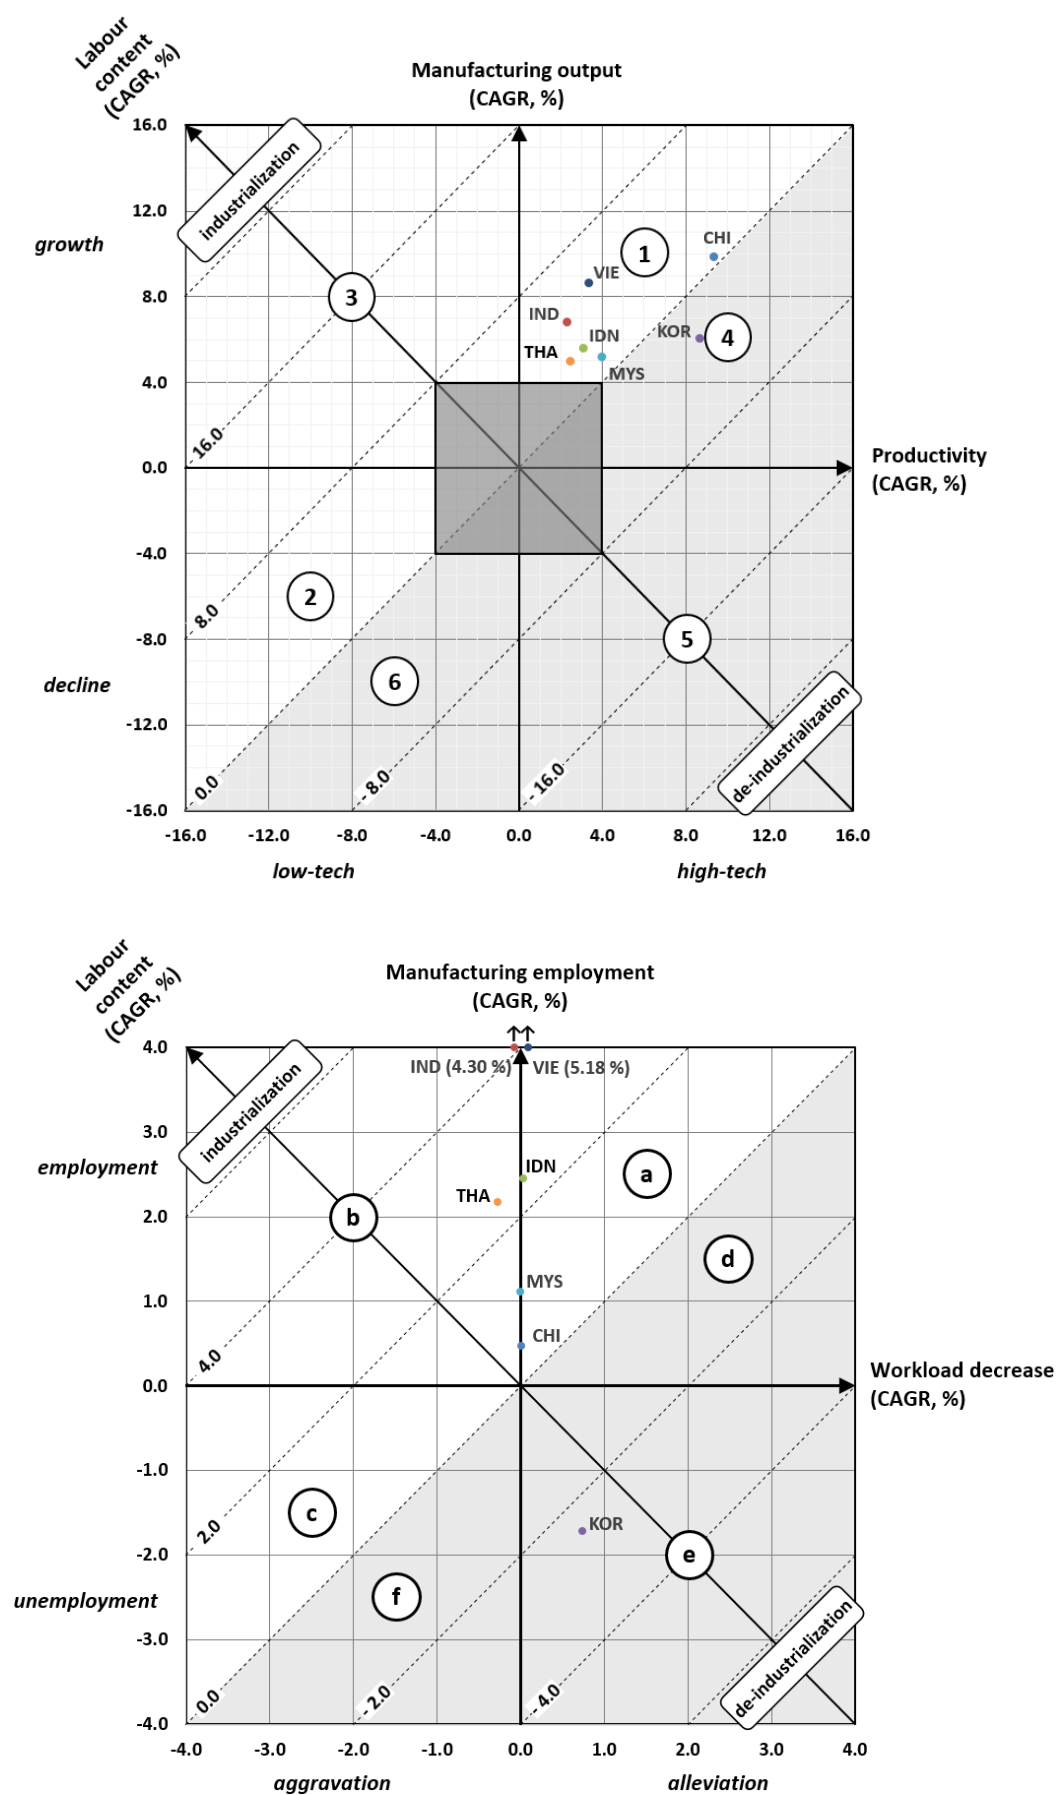 Labour
content
(CAGR, %)
Manufacturing output
(CAGR, %)
16.0
12.0
8.0
4.0
0.0
-4.0
-8.0
-12.0
-16.0
growth
decline
industrialization
3
1
CHI
VIE
IND
IDN
KOR
4
THA
MYS
16.0
Productivity
(CAGR, %)
2
8.0
5
6
de-industrialization
0.0
- 8.0
- 16.0
-16.0
-12.0
-8.0
-4.0
0.0
4.0
8.0
12.0
16.0
low-tech
high-tech
Labour
content
(CAGR, %)
Manufacturing employment
(CAGR, %)
4.0
3.0
2.0
1.0
0.0
-1.0
-2.0
-3.0
-4.0
employment
unemployment
IND (4.30 %)
VIE (5.18 %)
industrialization
IDN
a
THA
b
d
MYS
CHI
4.0
Workload decrease
(CAGR, %)
c
KOR
2.0
e
f
de-industrialization
0.0
- 2.0
- 4.0
-4.0
-3.0
-2.0
-1.0
0.0
1.0
2.0
3.0
4.0
aggravation
alleviation